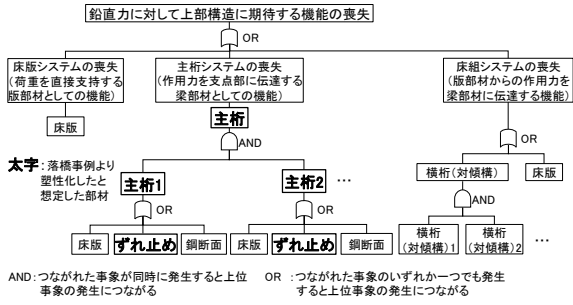 鉛直力に対して上部構造に期待する機能の喪失
OR
床版システムの喪失
(荷重を直接支持する
版部材としての機能)
主桁システムの喪失
(作用力を支点部に伝達する
梁部材としての機能)
床組システムの喪失
(版部材からの作用力を
梁部材に伝達する機能)
床版
主桁
AND
OR
太字：落橋事例より
塑性化したと
想定した部材
主桁1
主桁2
…
横桁
(対傾構)
床版
OR
OR
AND
床版
ずれ止め
鋼断面
床版
ずれ止め
鋼断面
横桁
(対傾構)1
横桁
(対傾構)2
…
AND：つながれた事象が同時に発生すると上位
事象の発生につながる
OR ：つながれた事象のいずれか一つでも発生
すると上位事象の発生につながる